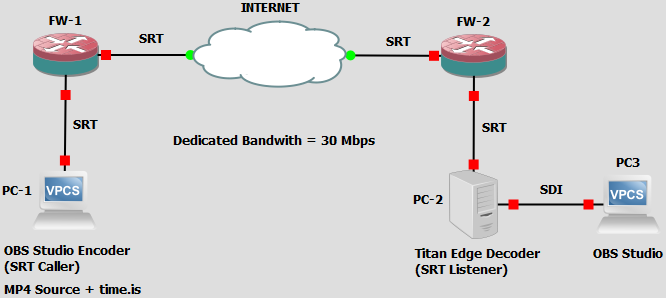 FW-1
INTERNET
FW-2
SRT
SRT
SRT
SRT
Dedicated Bandwith = 30 Mbps
PC-1
VPCS
PC-2
SDI
PC3
VPCS
OBS Studio Encoder
(SRT Caller)
MP4 Source + time.is
Titan Edge Decoder
(SRT Listener)
OBS Studio